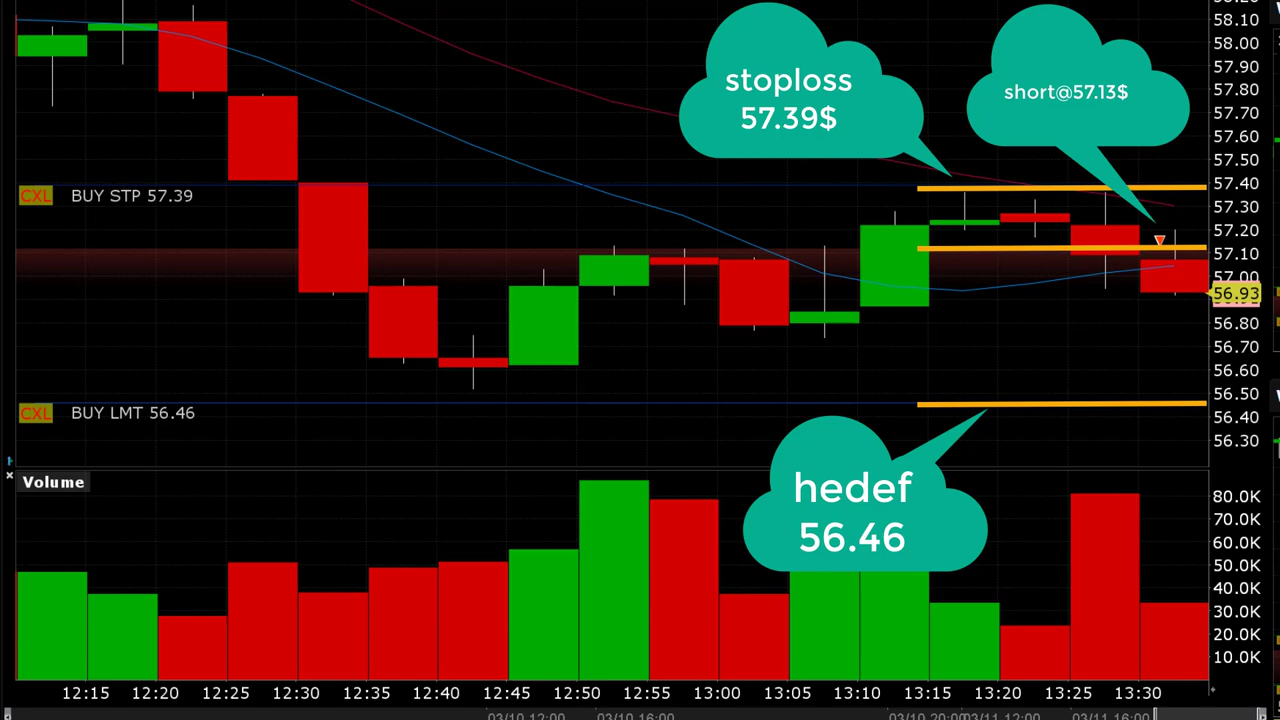 58.10
58.00
57.90
57.80
57.70
57.60
57.50
57.40
57.30
57.20
57.10
57.00
56.93
56.80
56.70
56.60
56.50
56.40
56.30
stoploss
57.39$
short@57.13$
CXL BUY STP 57.39
CXL BUY LMT 56.46
hedef
56.46
Volume
80.0K
70.0K
60.0K
50.0K
40.0K
30.0K
20.0K
10.0K
12:15 12:20 12:25 12:30 12:35 12:40 12:45 12:50 12:55 13:00 13:05 13:10 13:15 13:20 13:25 13:30
03/10 12:00 03/10 16:00 03/10 20:00 03/11 12:00 03/11 16:00